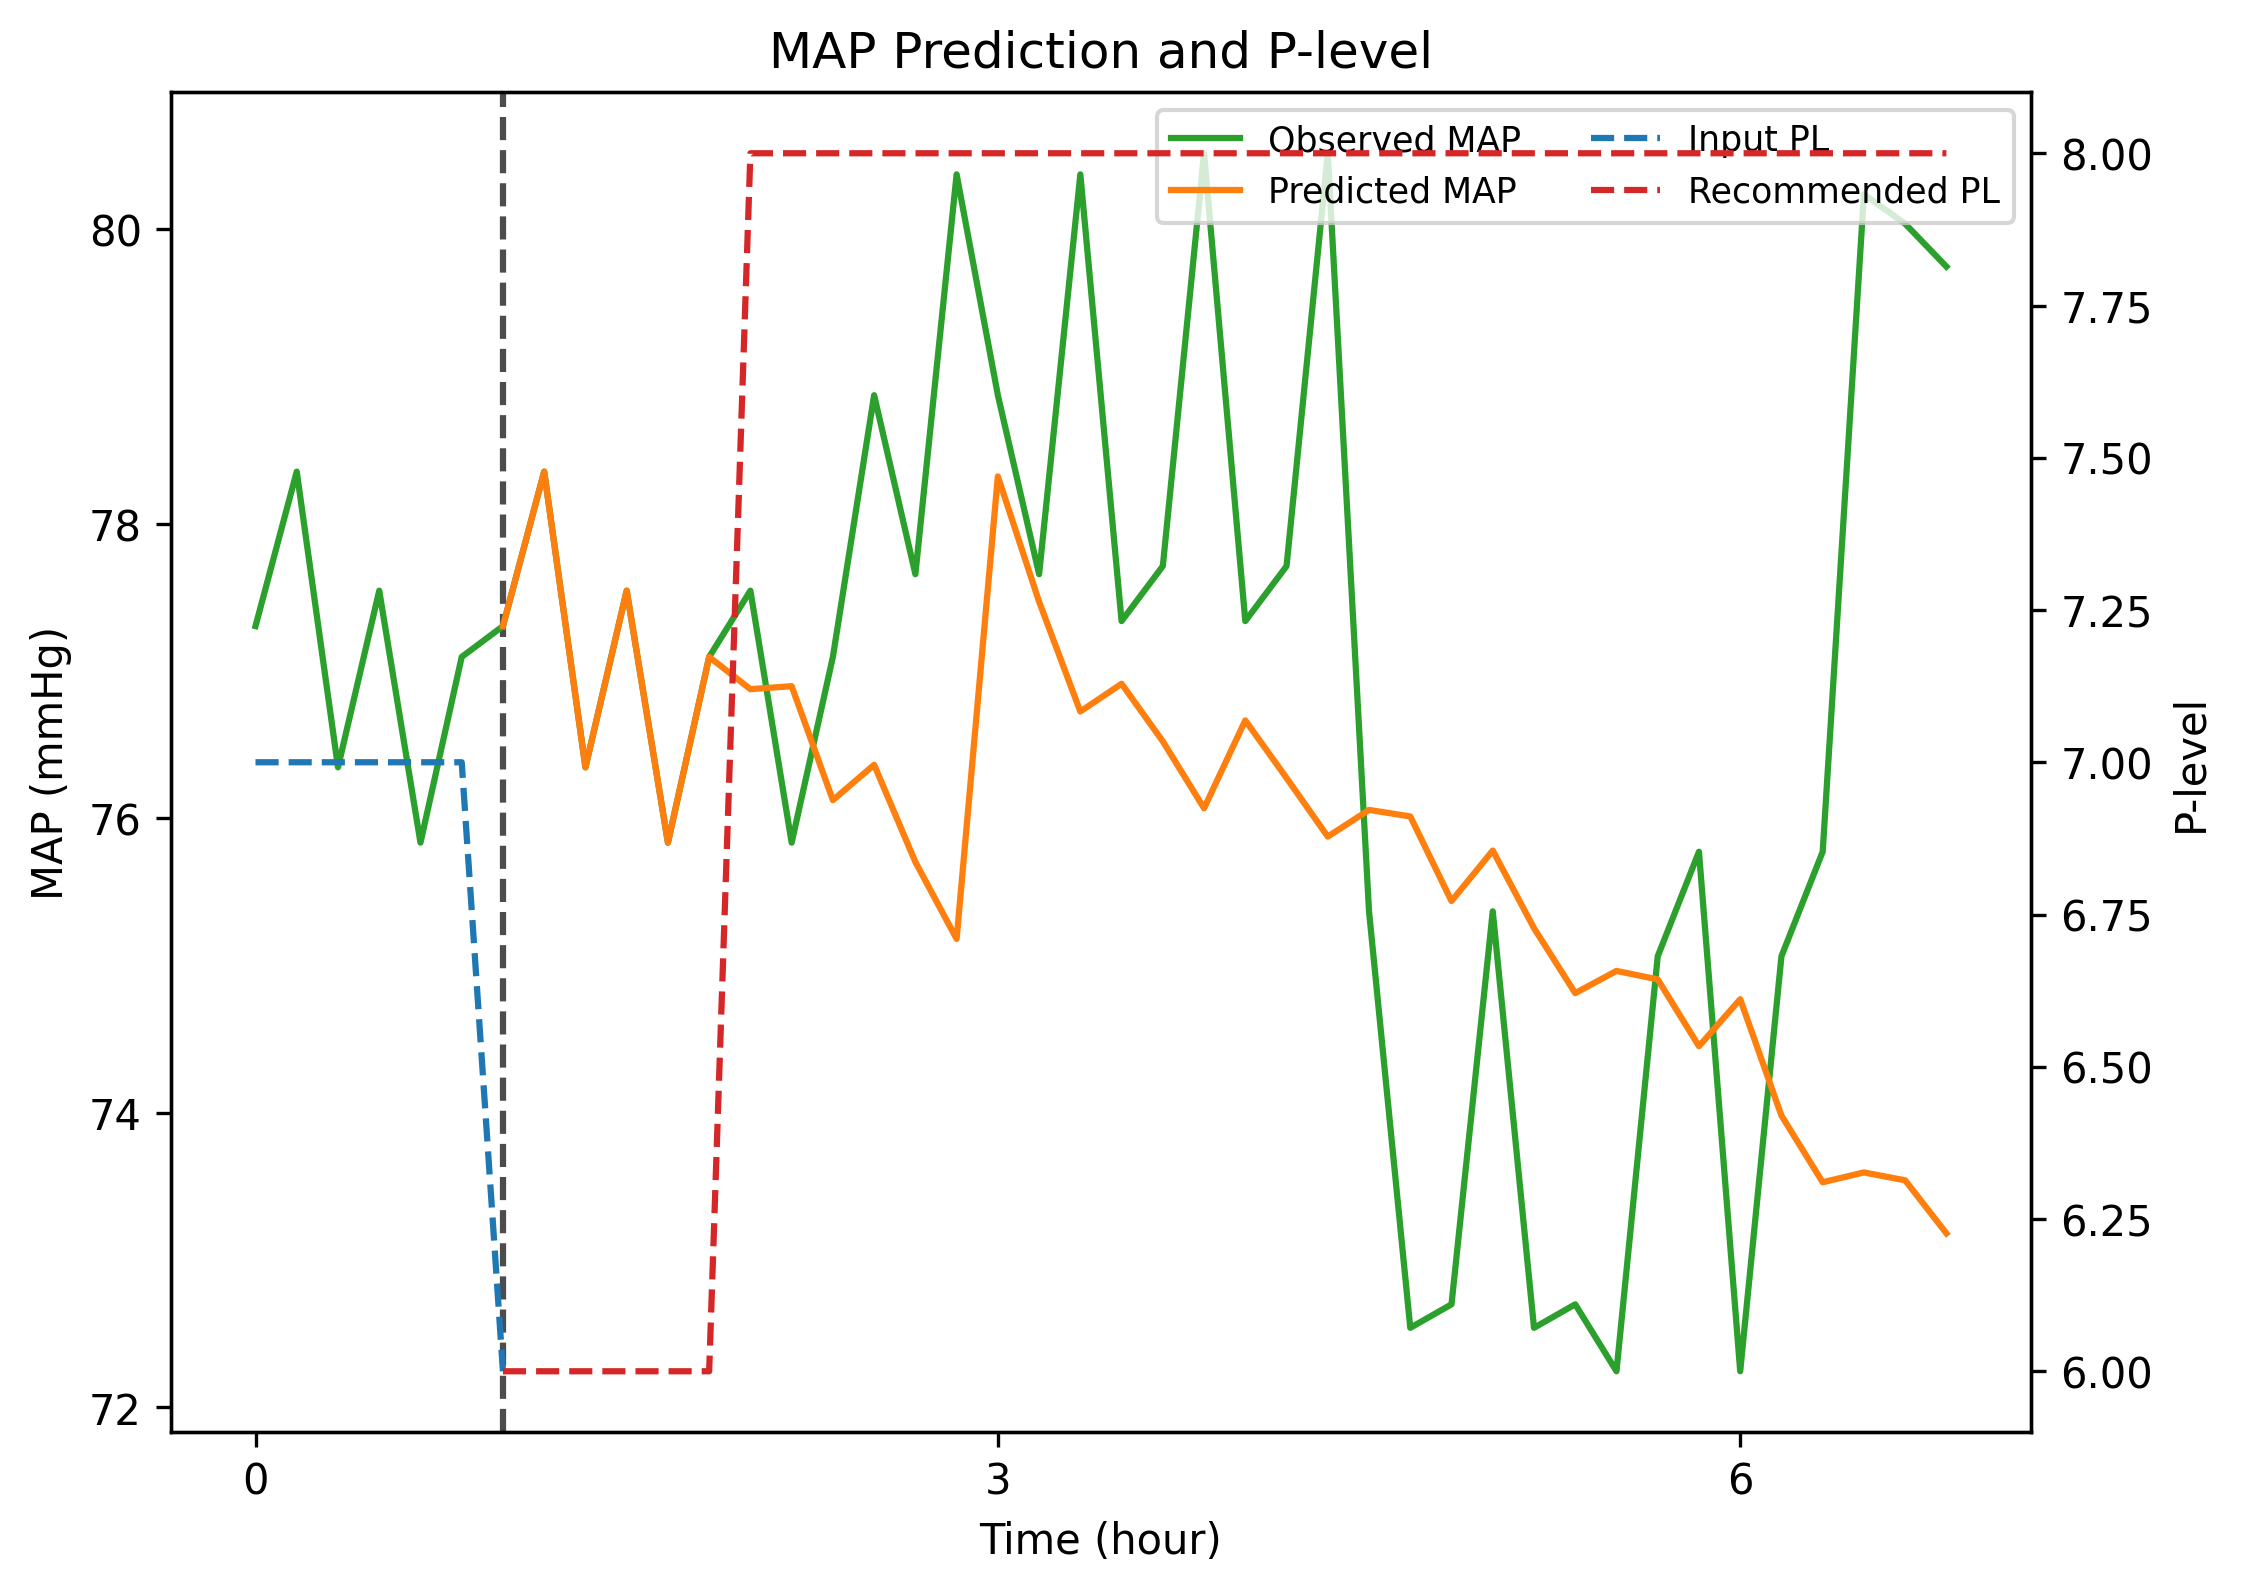 MAP Prediction and P-level
Observed MAP
Predicted MAP
Input PL
Recommended PL
MAP (mmHg)
80
78
76
74
72
8.00
7.75
7.50
7.25
7.00
6.75
6.50
6.25
6.00
P-level
0
3
6
Time (hour)